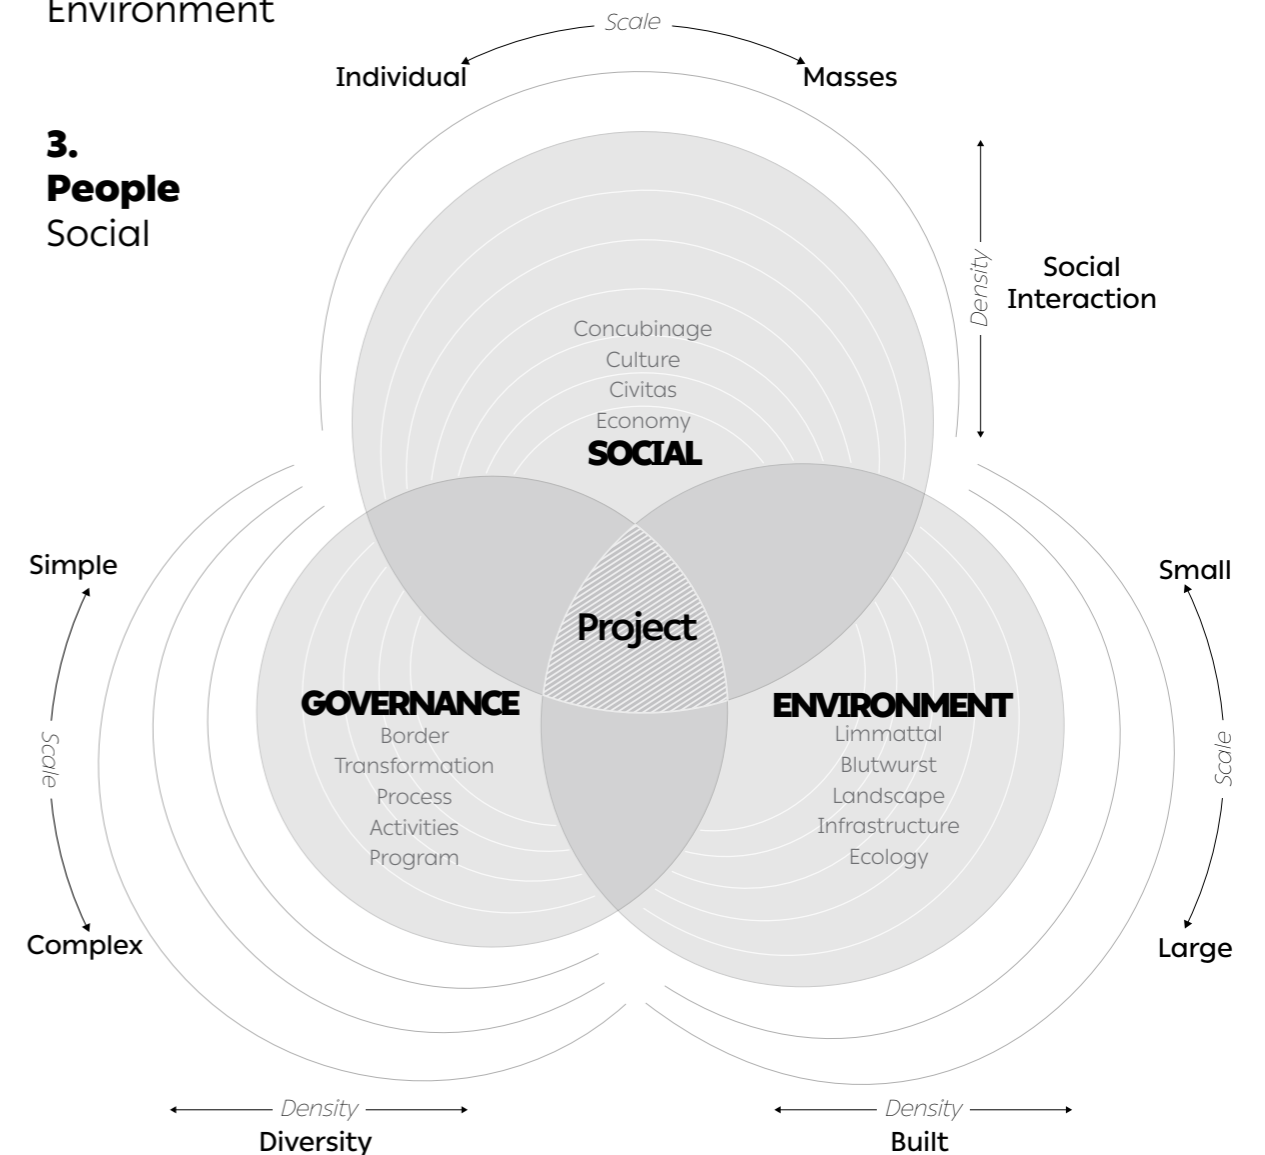 Environment
Scale
Individual
Masses
3.
People
Social
Density
Social
Interaction
Concubinage
Culture
Civitas
Economy
SOCIAL
Simple
Small
Project
GOVERNANCE
Border
Transformation
Process
Activities
Program
ENVIRONMENT
Limmattal
Blutwurst
Landscape
Infrastructure
Ecology
Scale
Scale
Complex
Large
Density
Diversity
Density
Built